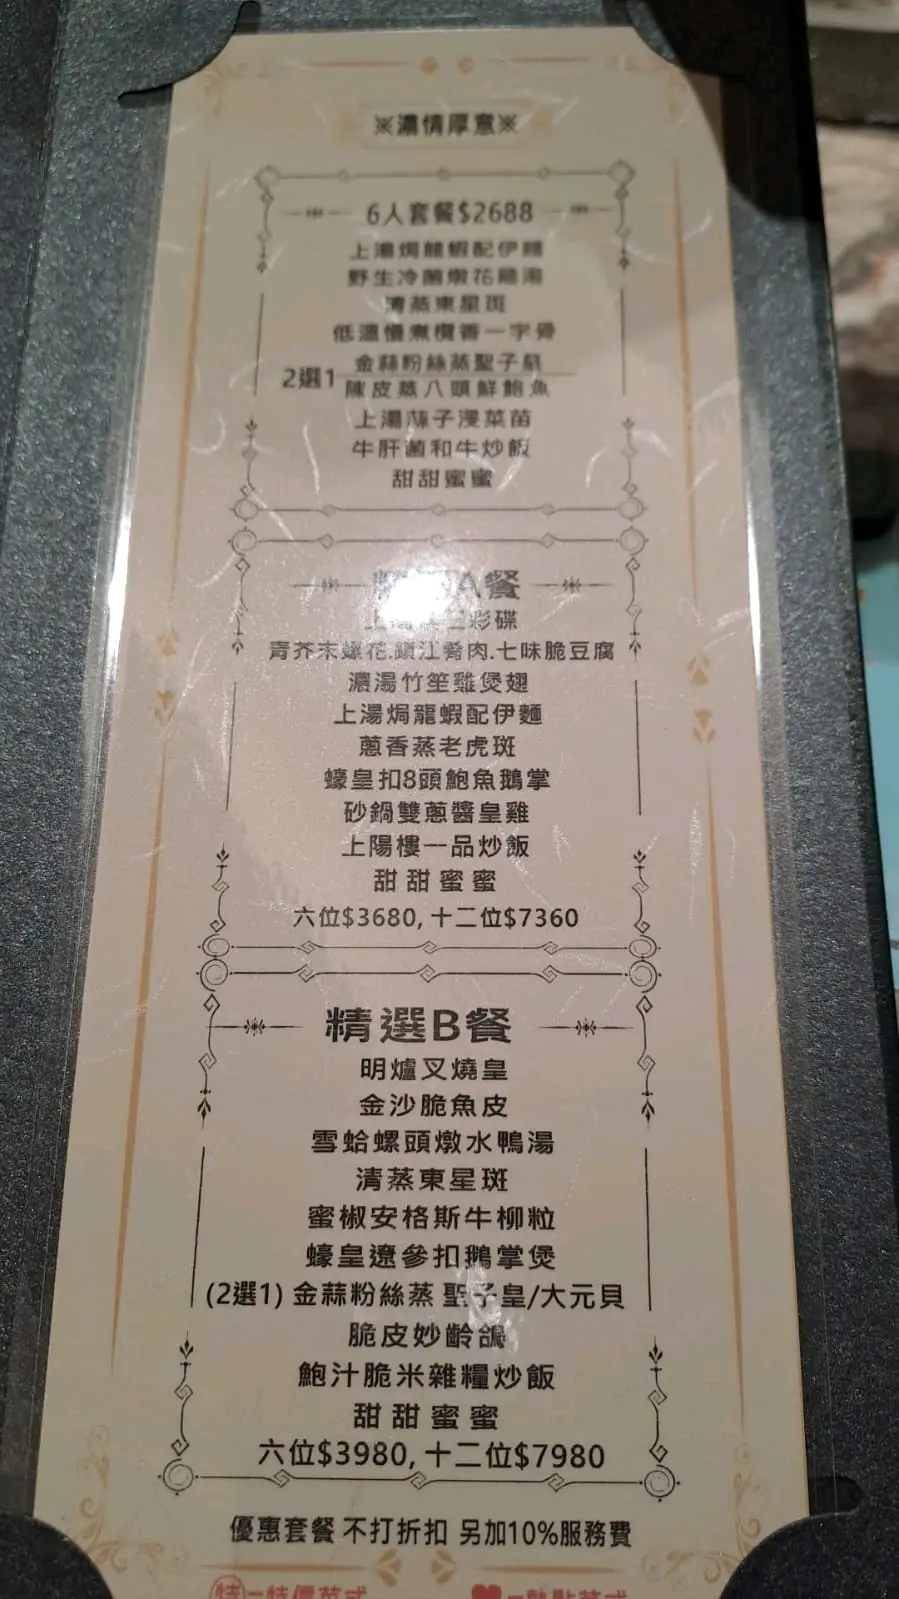 ※濃情厚意※
6人套餐$2688
上湯焗龍蝦配伊麵
野生冷菌燉花雞湯
清蒸東星斑
低溫慢煮欖香一字骨
金蒜粉絲蒸聖子皇
2選1
陳皮蒸八頭鮮鮑魚
上湯蒜子浸菜苗
牛肝菌和牛炒飯
甜甜蜜蜜
A餐
彩碟
青芥末螺花.鎮江肴肉.七味脆豆腐
濃湯竹笙雞煲翅
上湯焗龍蝦配伊麵
蔥香蒸老虎斑
蠔皇扣8頭鮑魚鵝掌
砂鍋雙蔥醬皇雞
上陽樓一品炒飯
甜甜蜜蜜
六位$3680, 十二位$7360
精選B餐
明爐叉燒皇
金沙脆魚皮
雪蛤螺頭燉水鴨湯
清蒸東星斑
蜜椒安格斯牛柳粒
蠔皇遼參扣鵝掌煲
(2選1) 金蒜粉絲蒸 聖子皇/大元貝
脆皮妙齡鴿
鮑汁脆米雜糧炒飯
甜甜蜜蜜
六位$3980, 十二位$7980
優惠套餐 不打折扣 另加10%服務費